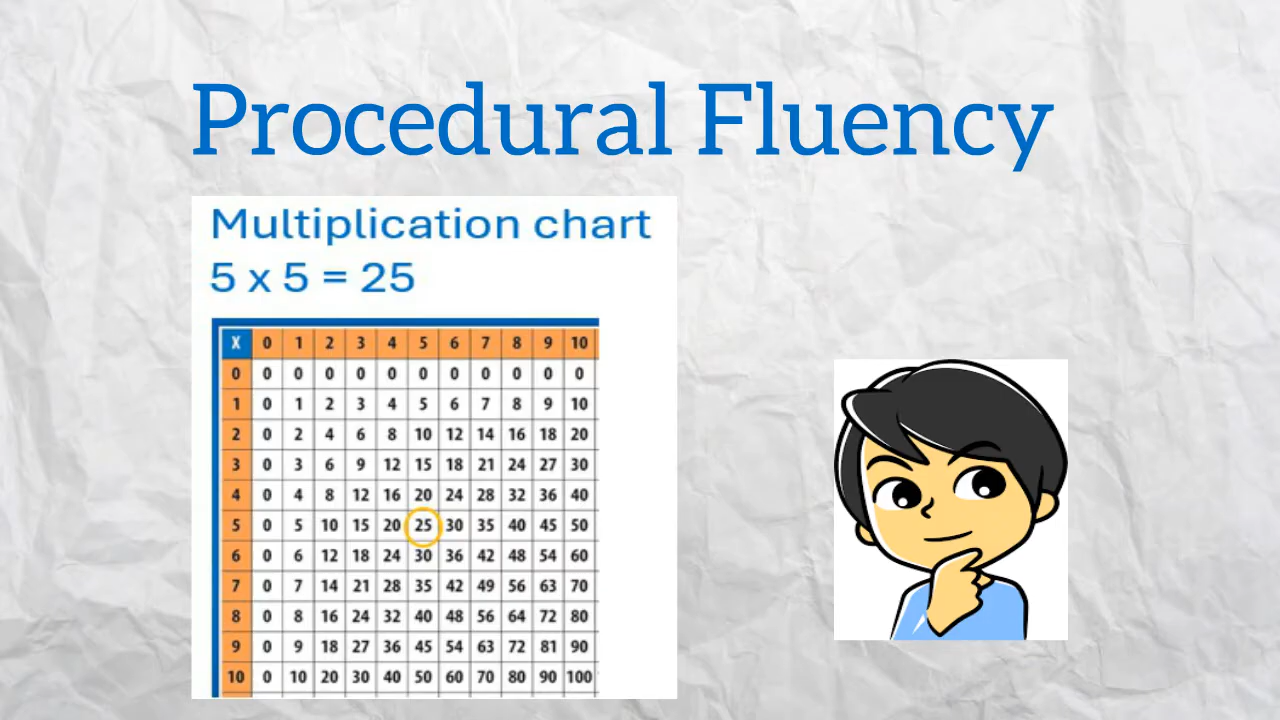 Procedural Fluency
Multiplication chart
5 x 5 = 25
X 0 1 2 3 4 5 6 7 8 9 10
0 0 0 0 0 0 0 0 0 0 0 0
1 0 1 2 3 4 5 6 7 8 9 10
2 0 2 4 6 8 10 12 14 16 18 20
3 0 3 6 9 12 15 18 21 24 27 30
4 0 4 8 12 16 20 24 28 32 36 40
5 0 5 10 15 20 25 30 35 40 45 50
6 0 6 12 18 24 30 36 42 48 54 60
7 0 7 14 21 28 35 42 49 56 63 70
8 0 8 16 24 32 40 48 56 64 72 80
9 0 9 18 27 36 45 54 63 72 81 90
10 0 10 20 30 40 50 60 70 80 90 100